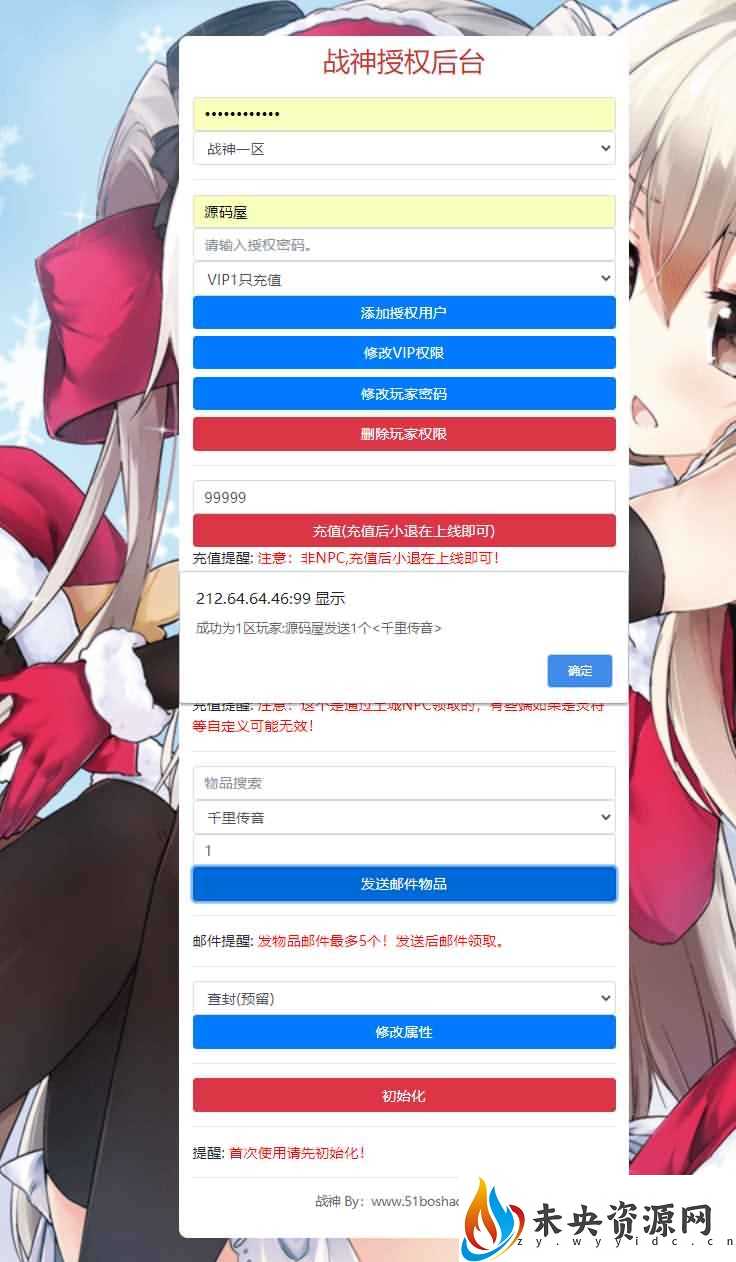 战神授权后台
••••••••••••
战神一区
源码屋
请输入授权密码。
VIP1只充值
添加授权用户
修改VIP权限
修改玩家密码
删除玩家权限
99999
充值(充值后小退在上线即可)
充值提醒: 注意：非NPC,充值后小退在上线即可！
212.64.64.46:99 显示
成功为1区玩家:源码屋发送1个<千里传音>
确定
充值提醒: 注意：这个是通过土城NPC领取的，有些端如果是灵符
等自定义可能无效！
物品搜索
千里传音
1
发送邮件物品
邮件提醒: 发物品邮件最多5个！发送后邮件领取。
查封(预留)
修改属性
初始化
提醒: 首次使用请先初始化！
战神 By：www.51boshao
未央资源网
zy.wyyidc.cn